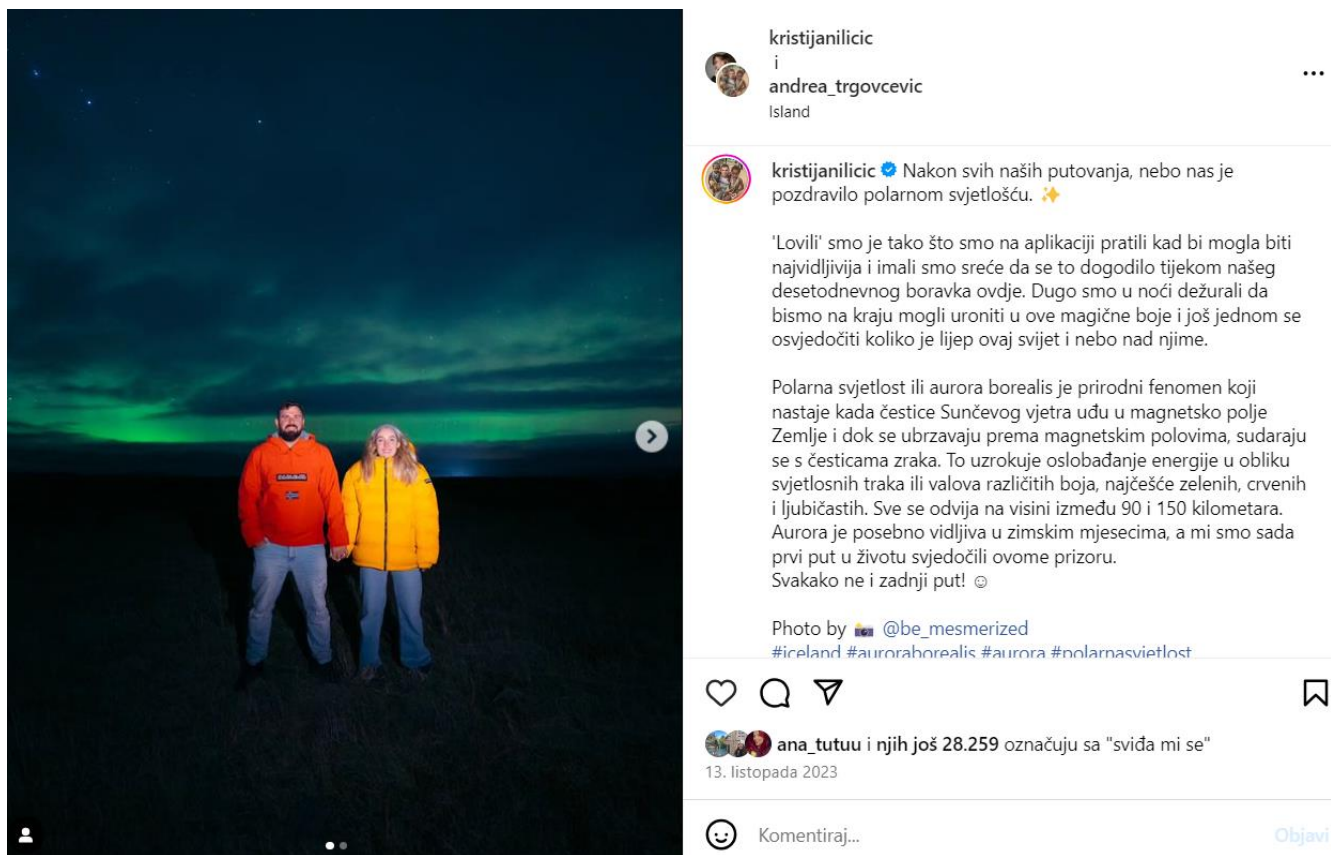 kristijanilicic
i
andrea_trgovcevic
Island
kristijanilicic Nakon svih naših putovanja, nebo nas je
pozdravilo polarnom svjetlošću. ✨
'Lovili' smo je tako što smo na aplikaciji pratili kad bi mogla biti
najvidljivija i imali smo sreće da se to dogodilo tijekom našeg
desetodnevnog boravka ovdje. Dugo smo u noći dežurali da
bismo na kraju mogli uroniti u ove magične boje i još jednom se
osvjedočiti koliko je lijep ovaj svijet i nebo nad njime.
Polarna svjetlost ili aurora borealis je prirodni fenomen koji
nastaje kada čestice Sunčevog vjetra uđu u magnetsko polje
Zemlje i dok se ubrzavaju prema magnetskim polovima, sudaraju
se s česticama zraka. To uzrokuje oslobađanje energije u obliku
svjetlosnih traka ili valova različitih boja, najčešće zelenih, crvenih
i ljubičastih. Sve se odvija na visini između 90 i 150 kilometara.
Aurora je posebno vidljiva u zimskim mjesecima, a mi smo sada
prvi put u životu svjedočili ovome prizoru.
Svakako ne i zadnji put! ☺
Photo by 📸 @be_mesmerized
#iceland #auroraborealis #aurora #polarnasvjetlost
ana_tutuu i njih još 28.259 označuju sa "sviđa mi se"
13. listopada 2023
Komentiraj...
Objavi